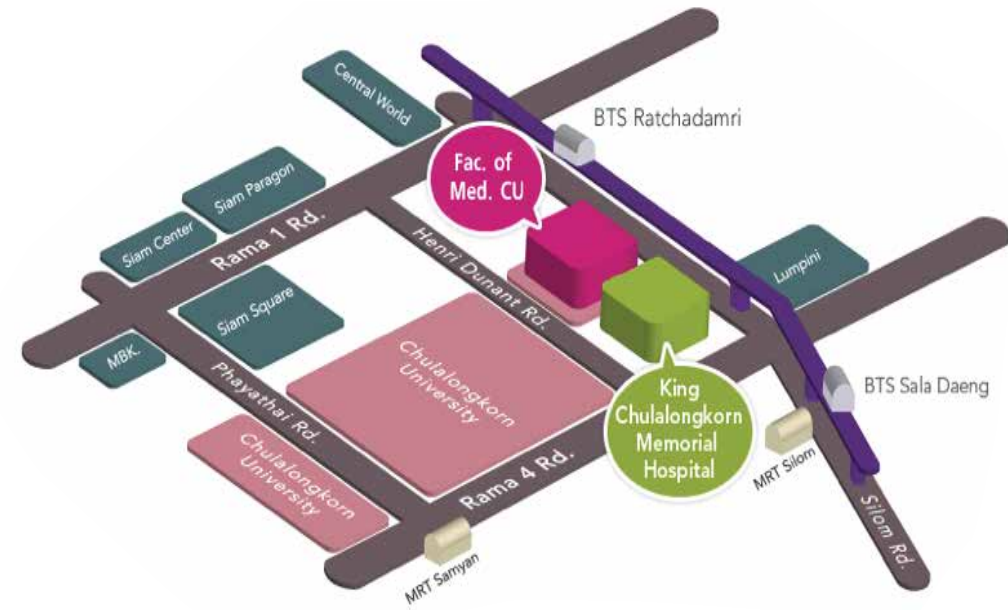 Central World
BTS Ratchadamri
Fac. of
Med. CU
Siam Paragon
Siam Center
Rama 1 Rd.
Henri Dunant Rd.
Lumpini
Siam Square
MBK.
Chulalongkorn
University
Phayathai Rd.
BTS Sala Daeng
King
Chulalongkorn
Memorial
Hospital
Chulalongkorn
University
Rama 4 Rd.
MRT Silom
Silom Rd.
MRT Samyan